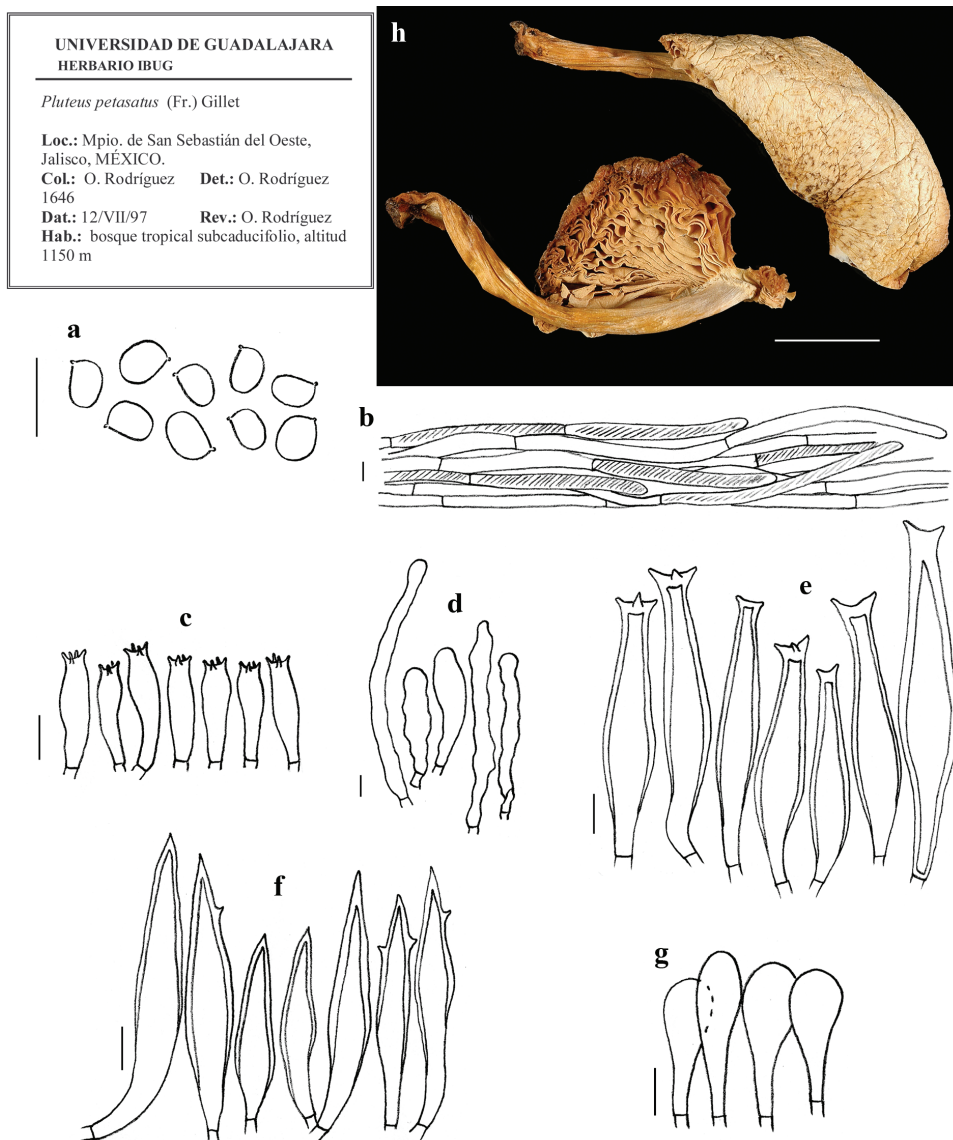 UNIVERSIDAD DE GUADALAJARA
HERBARIO IBUG
Pluteus petasatus (Fr.) Gillet
Loc.: Mpio. de San Sebastián del Oeste,
Jalisco, MÉXICO.
Col.: O. Rodríguez Det.: O. Rodríguez
1646
Dat.: 12/VII/97 Rev.: O. Rodríguez
Hab.: bosque tropical subcaducifolio, altitud
1150 m
h
a
b
c
d
e
f
g